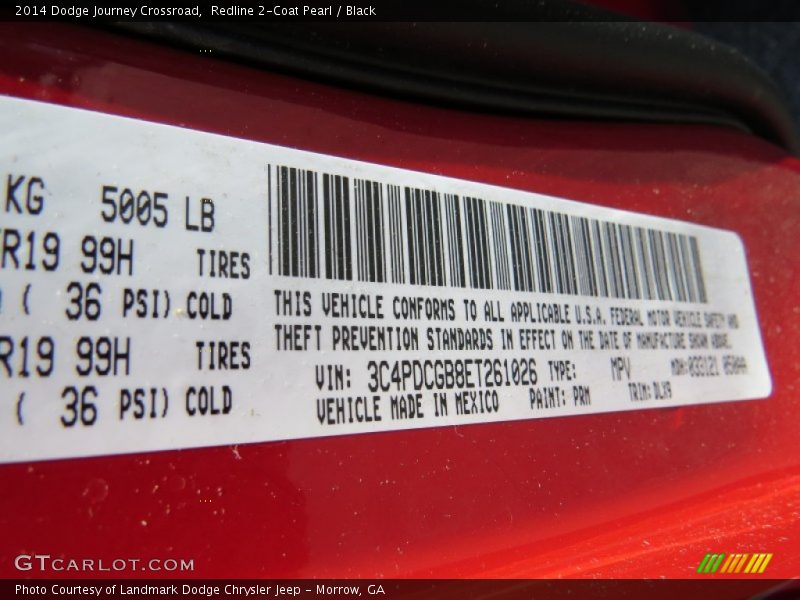 2014 Dodge Journey Crossroad, Redline 2-Coat Pearl / Black
KG 5005 LB
R19 99H TIRES
( 36 PSI) COLD
R19 99H TIRES
( 36 PSI) COLD
THIS VEHICLE CONFORMS TO ALL APPLICABLE U.S.A. FEDERAL MOTOR VEHICLE SAFETY AND
THEFT PREVENTION STANDARDS IN EFFECT ON THE DATE OF MANUFACTURE SHOWN ABOVE.
VIN: 3C4PDCGB8ET261026 TYPE: MPV MDH:
VEHICLE MADE IN MEXICO PAINT: PRM TRIM: DLX9
GTCARLOT.COM
Photo Courtesy of Landmark Dodge Chrysler Jeep - Morrow, GA